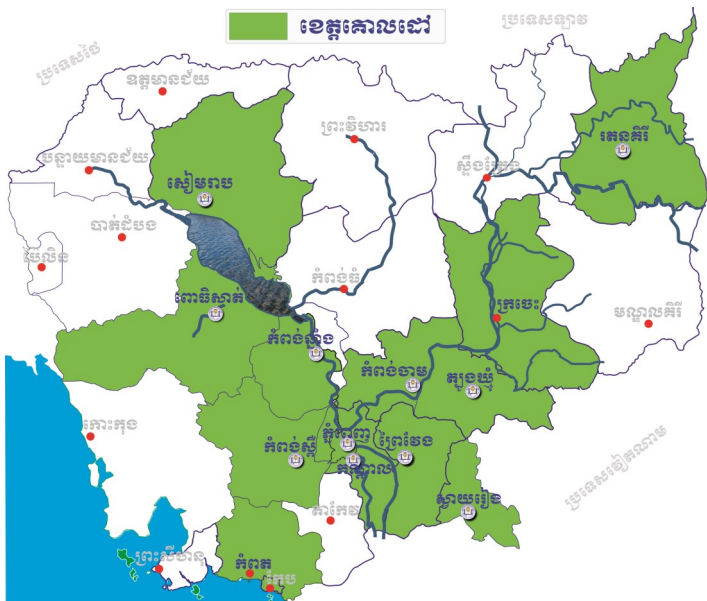 ខេត្តគោលដៅ
ប្រទេសឡាវ
ប្រទេសថៃ
ឧត្តរមានជ័យ
ព្រះវិហារ
រតនគិរី
បន្ទាយមានជ័យ
ស្ទឹងត្រែង
សៀមរាប
បាត់ដំបង
ប៉ៃលិន
កំពង់ធំ
ពោធិ៍សាត់
ក្រចេះ
មណ្ឌលគិរី
កំពង់ឆ្នាំង
កំពង់ចាម
ត្បូងឃ្មុំ
កោះកុង
ភ្នំពេញ
កំពង់ស្ពឺ
កណ្ដាល
ព្រៃវែង
ប្រទេសវៀតណាម
ស្វាយរៀង
តាកែវ
ព្រះសីហនុ
កំពត
កែប